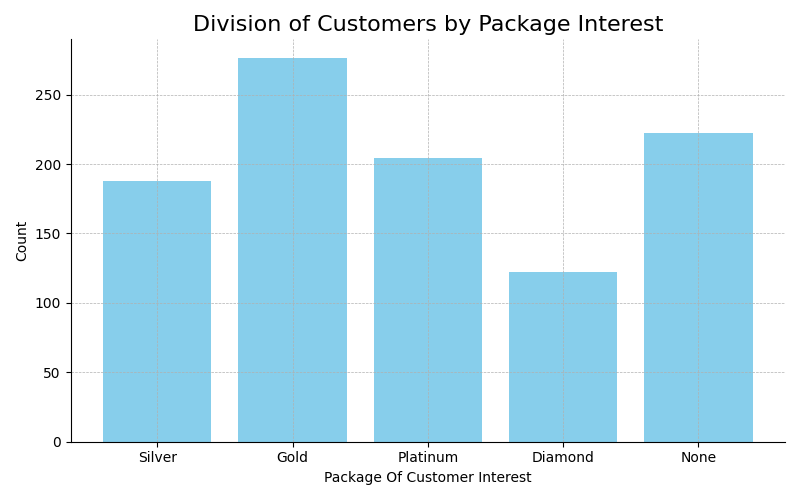 Division of Customers by Package Interest
Count
250
200
150
100
50
0
Silver Gold Platinum Diamond None
Package Of Customer Interest